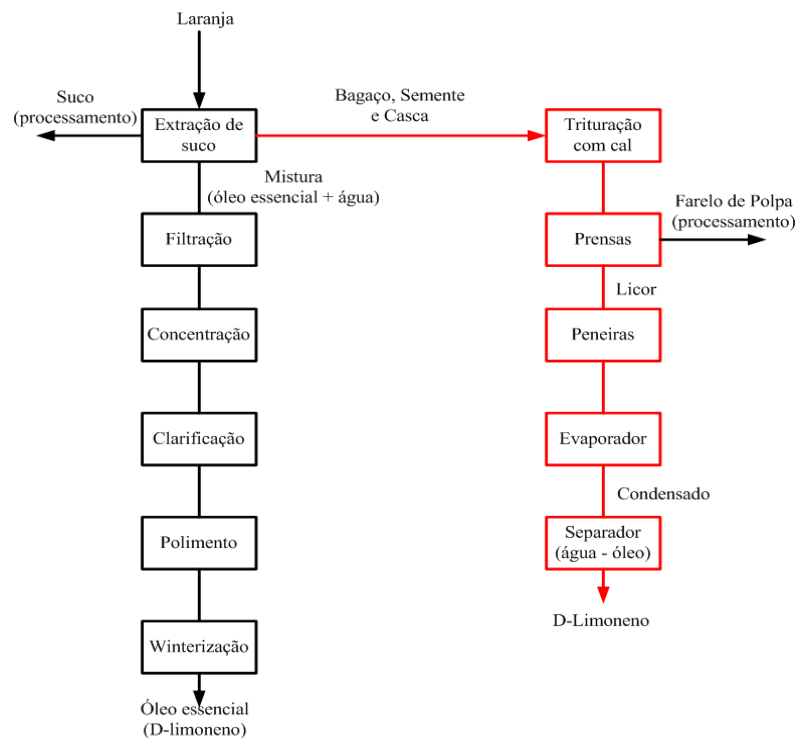 Laranja
Suco
(processamento)
Extração de
suco
Bagaço, Semente
e Casca
Trituração
com cal
Mistura
(óleo essencial + água)
Farelo de Polpa
(processamento)
Filtração
Prensas
Licor
Concentração
Peneiras
Clarificação
Evaporador
Condensado
Polimento
Separador
(água - óleo)
D-Limoneno
Winterização
Óleo essencial
(D-limoneno)